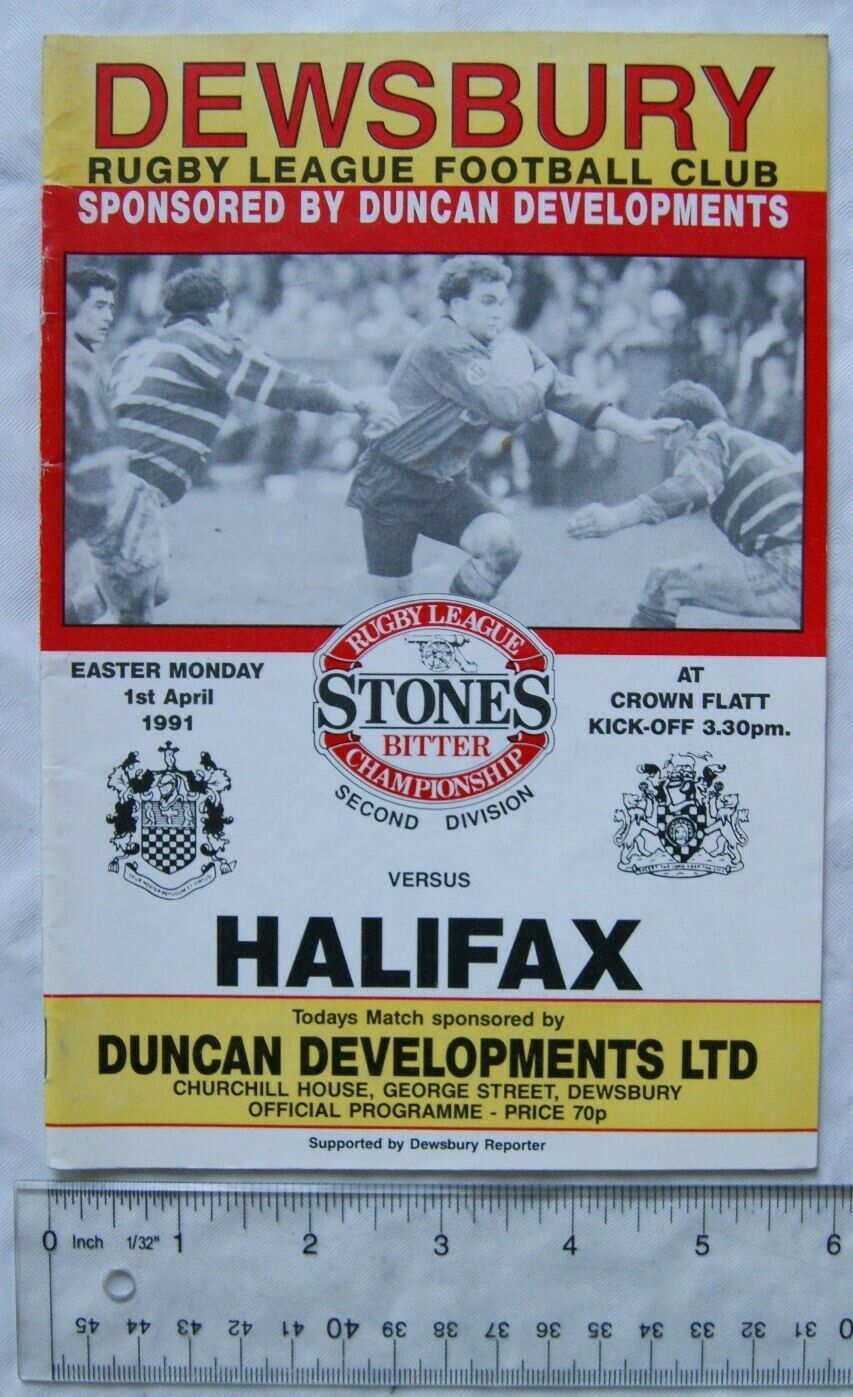 DEWSBURY
RUGBY LEAGUE FOOTBALL CLUB
SPONSORED BY DUNCAN DEVELOPMENTS
EASTER MONDAY
1st April
1991
RUGBY LEAGUE
STONES
BITTER
CHAMPIONSHIP
SECOND DIVISION
AT
CROWN FLATT
KICK-OFF 3.30pm.
VERSUS
HALIFAX
Todays Match sponsored by
DUNCAN DEVELOPMENTS LTD
CHURCHILL HOUSE, GEORGE STREET, DEWSBURY
OFFICIAL PROGRAMME - PRICE 70p
Supported by Dewsbury Reporter
0 Inch 1/32" 1 2 3 4 5 6
45 44 43 42 41 40 39 38 37 36 35 34 33 32 31